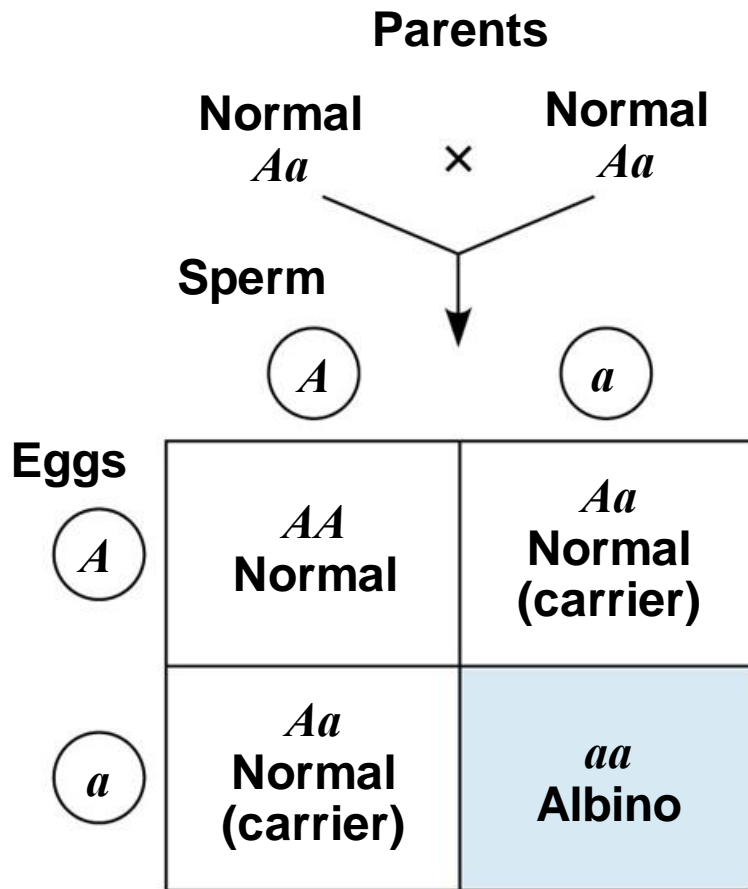 Parents
Normal Normal
Aa × Aa
Sperm
A a
Eggs
A
AA
Normal
Aa
Normal
(carrier)
a
Aa
Normal
(carrier)
aa
Albino